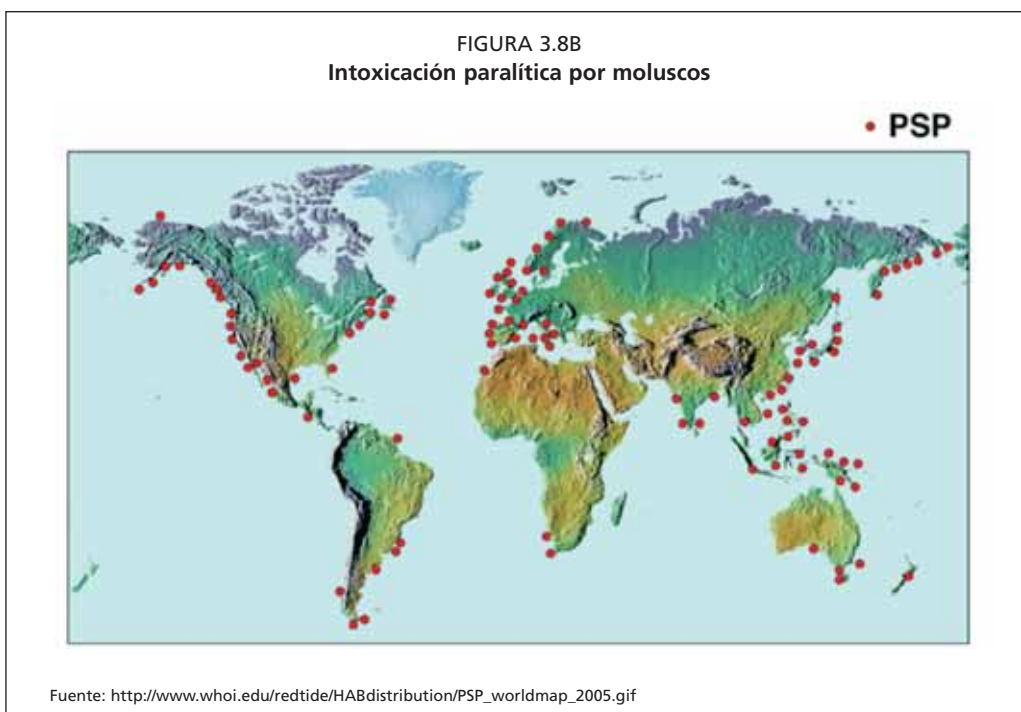 FIGURA 3.8B
Intoxicación paralítica por moluscos
PSP
Fuente: http://www.whoi.edu/redtide/HABdistribution/PSP_worldmap_2005.gif